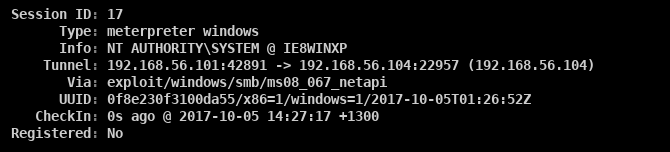 Session ID: 17
Type: meterpreter windows
Info: NT AUTHORITY\SYSTEM @ IE8WINXP
Tunnel: 192.168.56.101:42891 -> 192.168.56.104:22957 (192.168.56.104)
Via: exploit/windows/smb/ms08_067_netapi
UUID: 0f8e230f3100da55/x86=1/windows=1/2017-10-05T01:26:52Z
CheckIn: 0s ago @ 2017-10-05 14:27:17 +1300
Registered: No